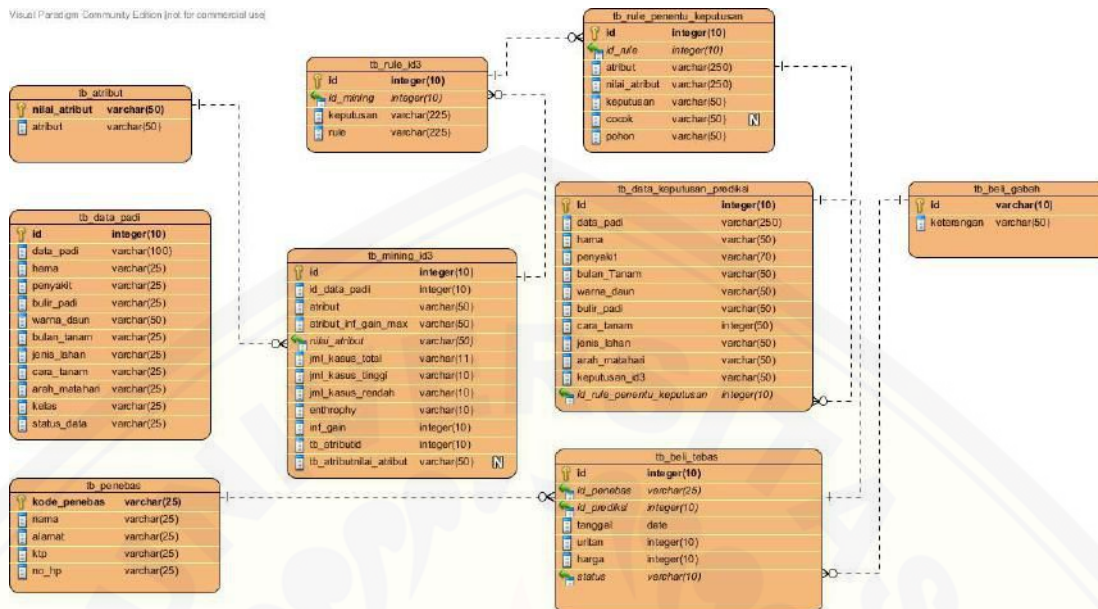 Visual Paradigm Community Edition [not for commercial use]
tb_atribut
nilai_atribut varchar(50)
atribut varchar(50)
tb_data_padi
id integer(10)
data_padi varchar(100)
hama varchar(25)
penyakit varchar(25)
bulir_padi varchar(25)
warna_daun varchar(50)
bulan_tanam varchar(25)
jenis_lahan varchar(25)
cara_tanam varchar(25)
arah_matahari varchar(25)
kelas varchar(25)
status_data varchar(25)
tb_penebas
kode_penebas varchar(25)
nama varchar(25)
alamat varchar(25)
ktp varchar(25)
no_hp varchar(25)
tb_rule_id3
id integer(10)
id_mining integer(10)
keputusan varchar(225)
rule varchar(225)
tb_mining_id3
id integer(10)
id_data_padi integer(10)
atribut varchar(50)
atribut_inf_gain_max varchar(50)
nilai_atribut varchar(50)
jml_kasus_total varchar(11)
jml_kasus_tinggi varchar(10)
jml_kasus_rendah varchar(10)
enthrophy varchar(10)
inf_gain integer(10)
tb_atributid integer(10)
tb_atributnilai_atribut varchar(50) N
tb_rule_penentu_keputusan
id integer(10)
id_rule integer(10)
atribut varchar(250)
nilai_atribut varchar(250)
keputusan varchar(50)
cocok varchar(50) N
pohon varchar(50)
tb_data_keputusan_prediksi
id integer(10)
data_padi varchar(250)
hama varchar(50)
penyakit varchar(70)
bulan_Tanam varchar(50)
warna_daun varchar(50)
bulir_padi varchar(50)
cara_tanam integer(50)
jenis_lahan varchar(50)
arah_matahari varchar(50)
keputusan_id3 varchar(50)
id_rule_penentu_keputusan integer(10)
tb_beli_tebas
id integer(10)
id_penebas varchar(25)
id_prediksi integer(10)
tanggal date
uritan integer(10)
harga integer(10)
status varchar(10)
tb_beli_gabah
id varchar(10)
keterangan varchar(50)